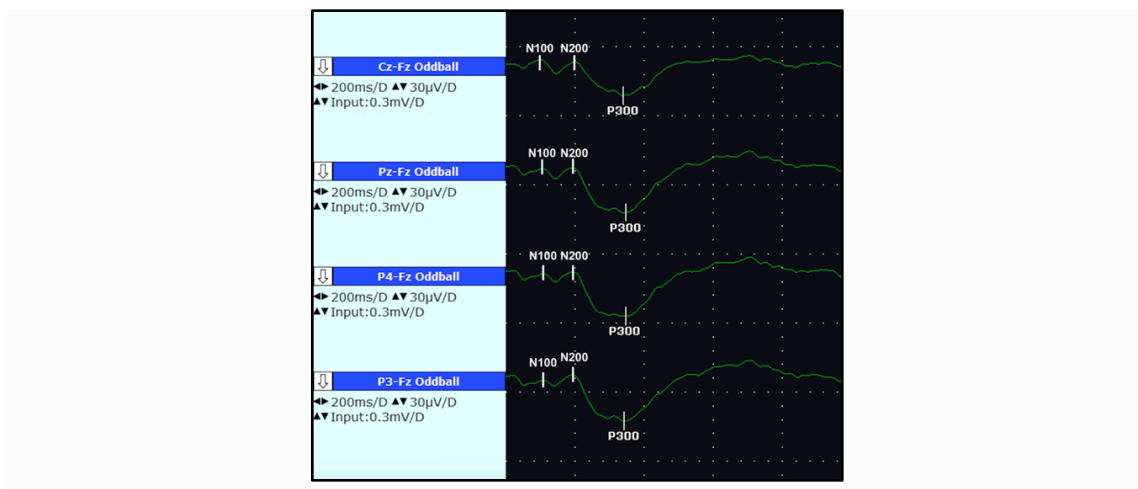 N100 N200
Cz-Fz Oddball
◄► 200ms/D ▲▼ 30µV/D
▲▼ Input:0.3mV/D
P300
N100 N200
Pz-Fz Oddball
◄► 200ms/D ▲▼ 30µV/D
▲▼ Input:0.3mV/D
P300
N100 N200
P4-Fz Oddball
◄► 200ms/D ▲▼ 30µV/D
▲▼ Input:0.3mV/D
P300
N100 N200
P3-Fz Oddball
◄► 200ms/D ▲▼ 30µV/D
▲▼ Input:0.3mV/D
P300